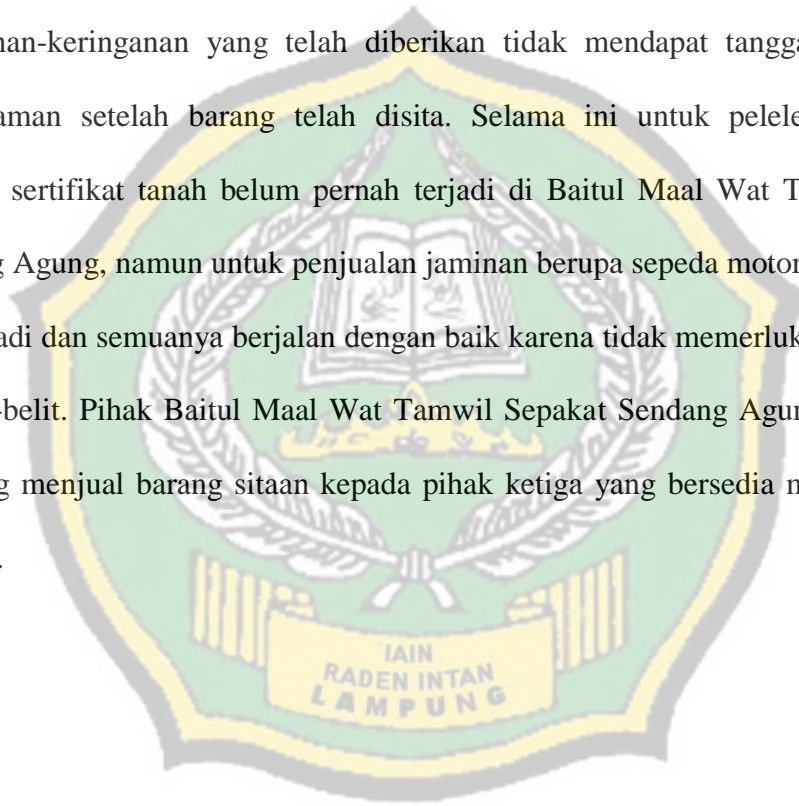 nan-keringanan yang telah diberikan tidak mendapat tangga
aman setelah barang telah disita. Selama ini untuk pelele
sertifikat tanah belum pernah terjadi di Baitul Maal Wat T
g Agung, namun untuk penjualan jaminan berupa sepeda motor
adi dan semuanya berjalan dengan baik karena tidak memerluk
-belit. Pihak Baitul Maal Wat Tamwil Sepakat Sendang Agun
g menjual barang sitaan kepada pihak ketiga yang bersedia m
.
IAIN
RADEN INTAN
LAMPUNG